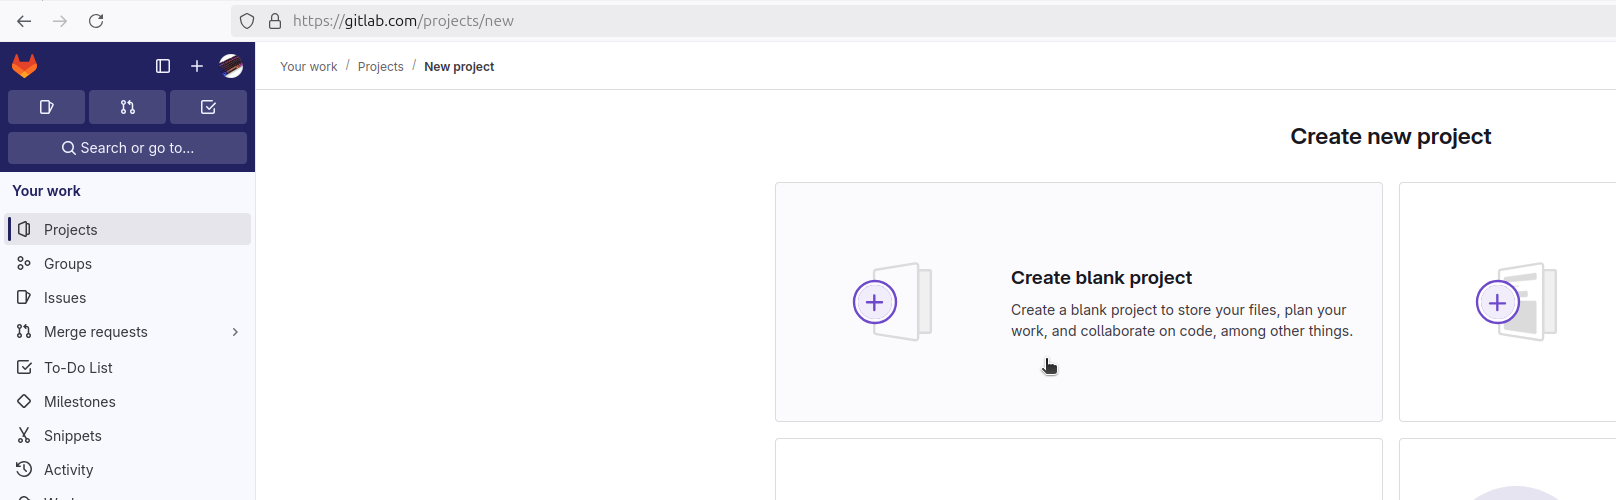 https://gitlab.com/projects/new
Your work / Projects / New project
Search or go to...
Your work
Projects
Groups
Issues
Merge requests
To-Do List
Milestones
Snippets
Activity
Create new project
Create blank project
Create a blank project to store your files, plan your
work, and collaborate on code, among other things.